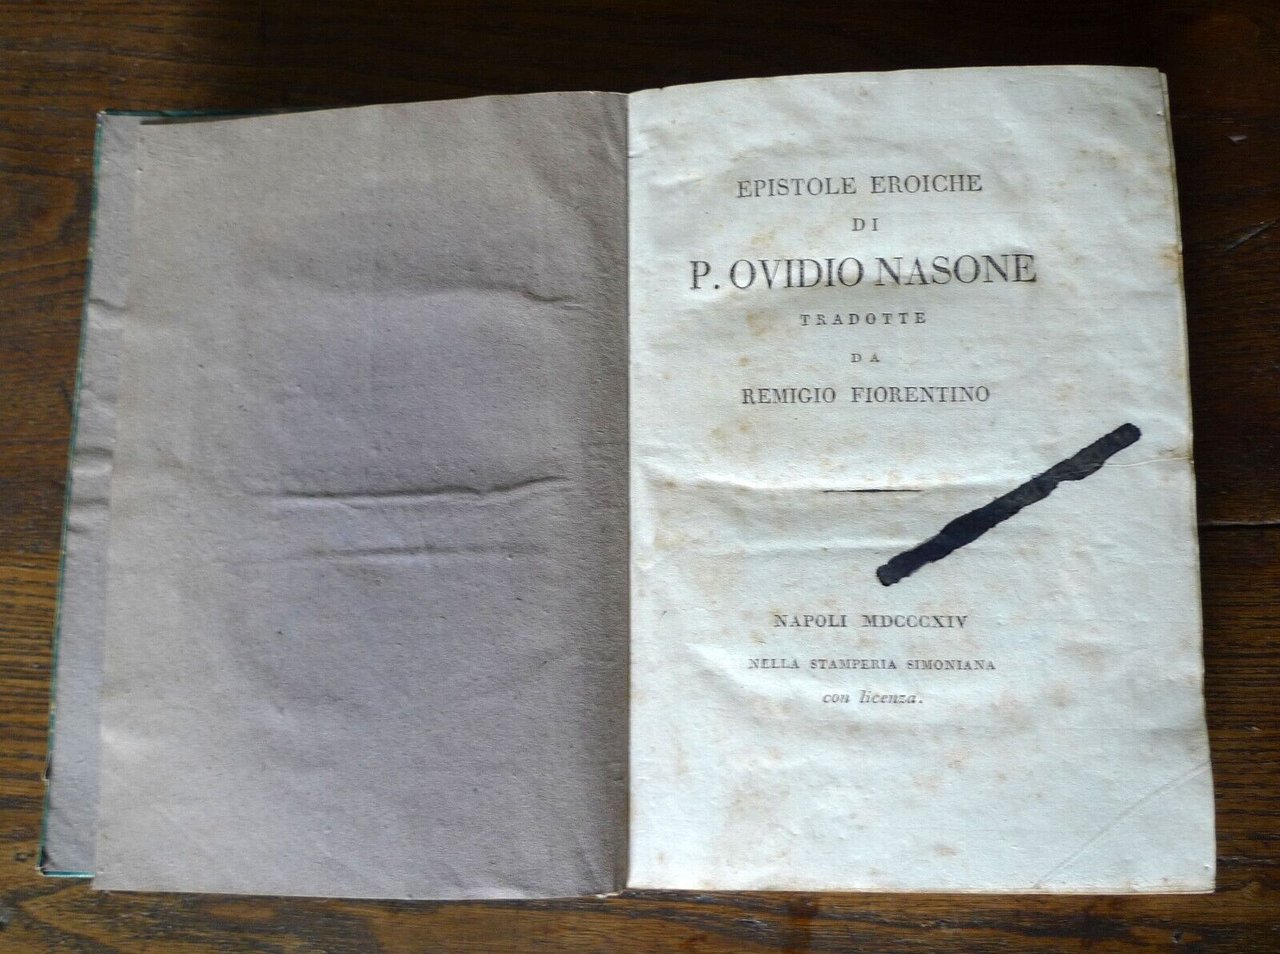 EPISTOLE EROICHE
DI
P. OVIDIO NASONE
TRADOTTE
DA
REMIGIO FIORENTINO
NAPOLI MDCCCXIV
NELLA STAMPERIA SIMONIANA
con licenza.